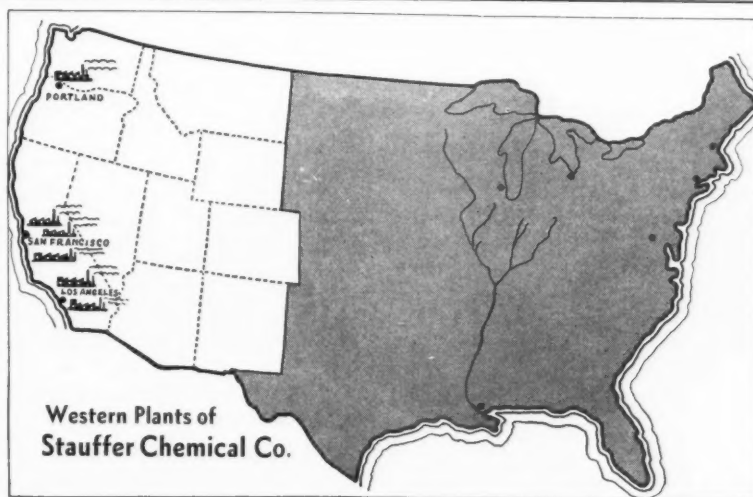 PORTLAND
SAN FRANCISCO
LOS ANGELES
Western Plants of
Stauffer Chemical Co.